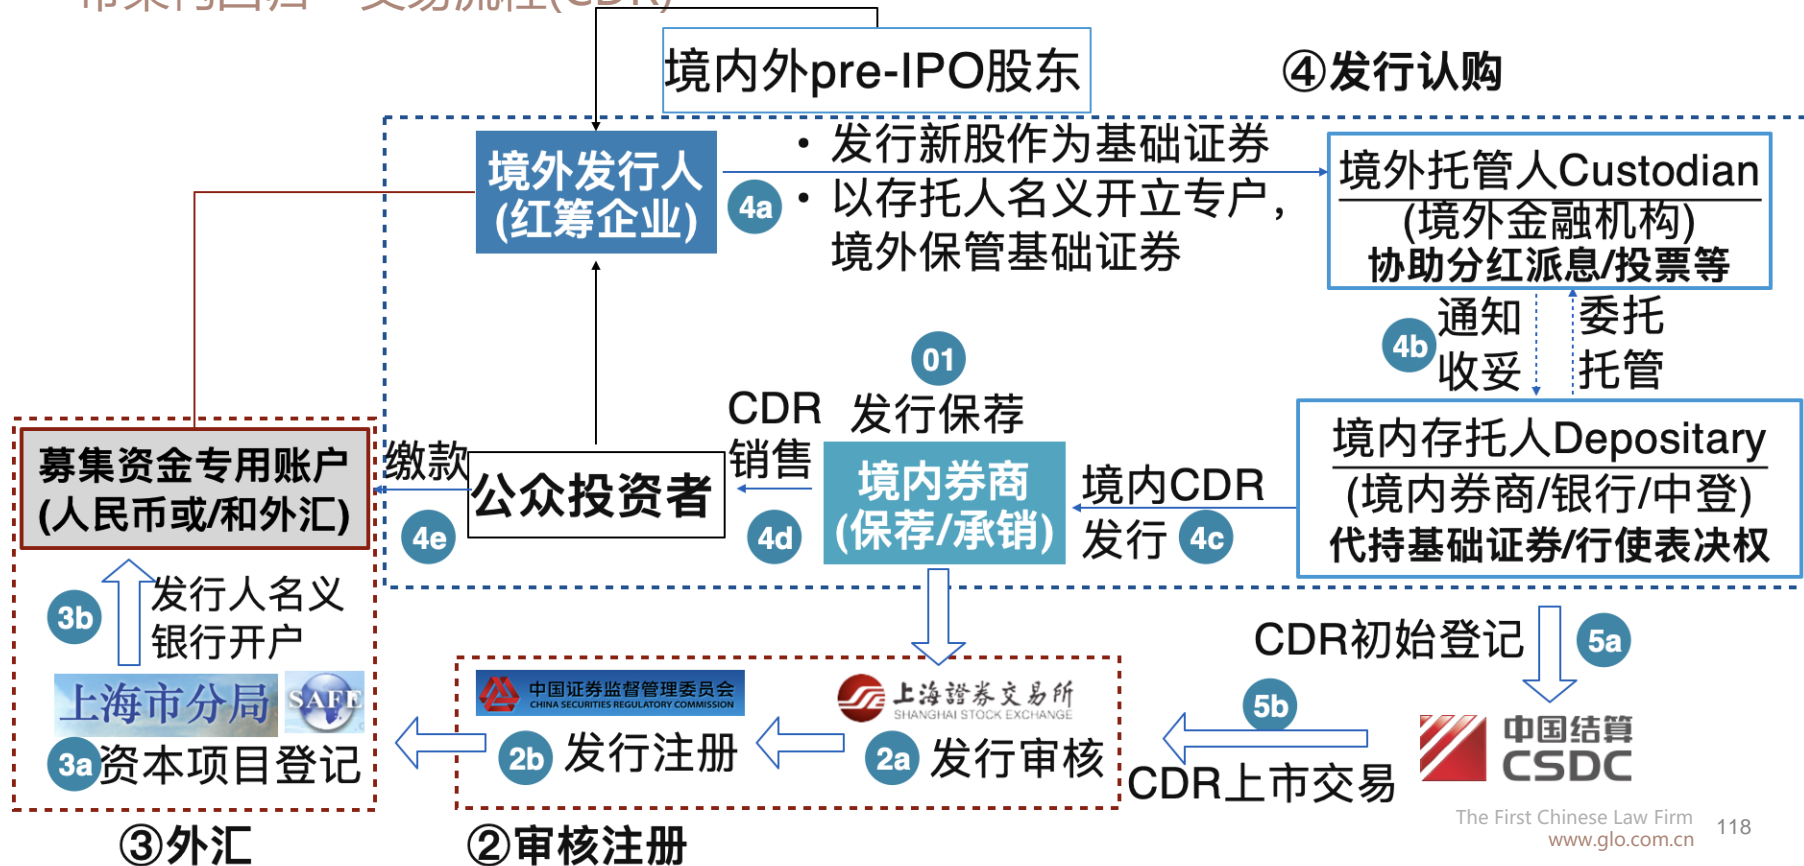 带架构回归—交易流程(CDR)
境内外pre-IPO股东
④发行认购
境外发行人
(红筹企业)
4a
• 发行新股作为基础证券
• 以存托人名义开立专户，
境外保管基础证券
境外托管人Custodian
(境外金融机构)
协助分红派息/投票等
4b
通知
收妥
委托
托管
01
发行保荐
CDR
销售
4d
境内券商
(保荐/承销)
境内CDR
发行
4c
境内存托人Depositary
(境内券商/银行/中登)
代持基础证券/行使表决权
募集资金专用账户
(人民币或/和外汇)
缴款
4e
公众投资者
3b
发行人名义
银行开户
上海市分局
SAFE
3a
资本项目登记
③外汇
中国证券监督管理委员会
CHINA SECURITIES REGULATORY COMMISSION
2b
发行注册
上海證券交易所
SHANGHAI STOCK EXCHANGE
2a
发行审核
②审核注册
CDR初始登记
5a
5b
CDR上市交易
中国结算
CSDC
The First Chinese Law Firm
www.glo.com.cn
118